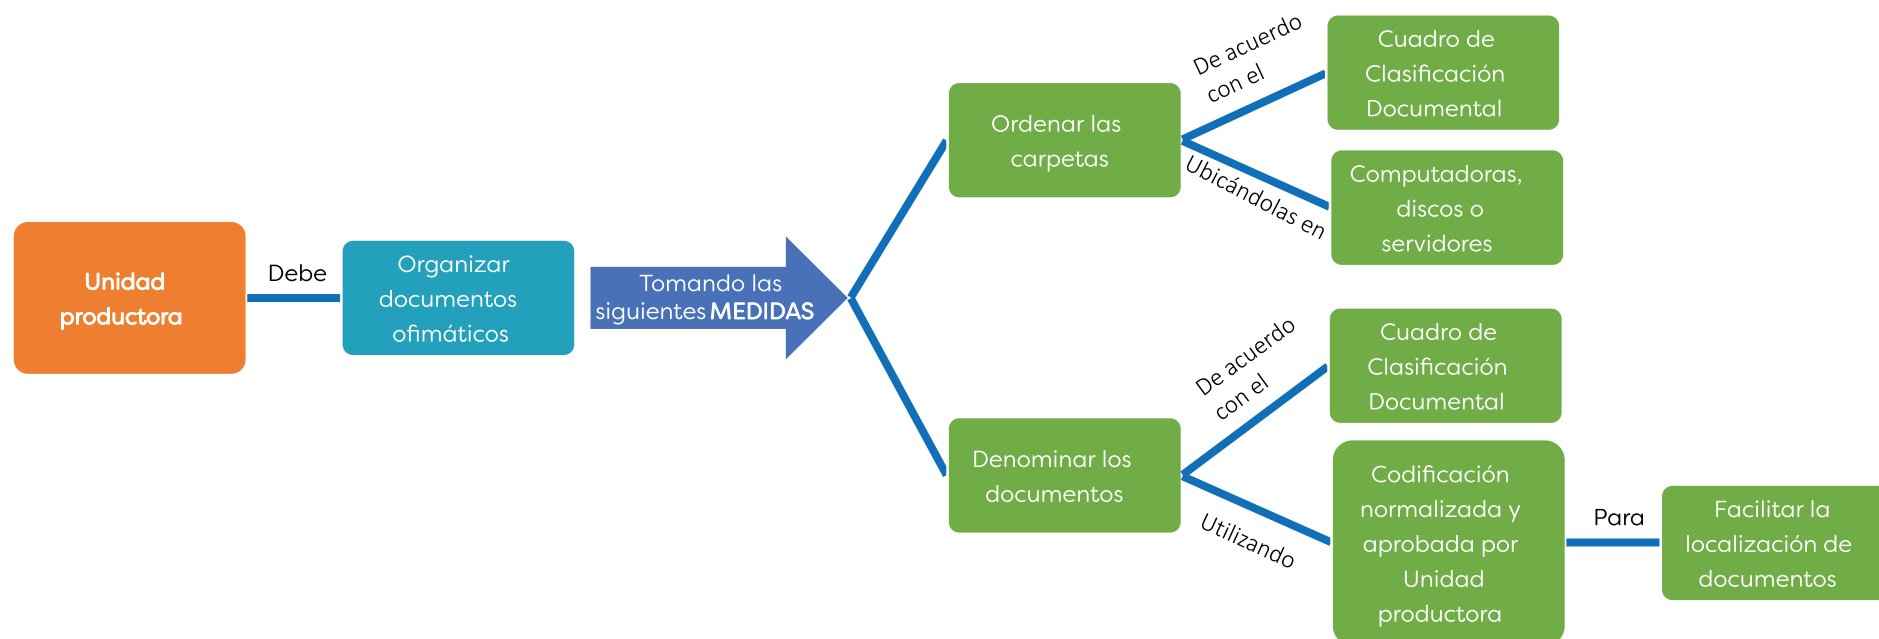 Unidad
productora
Debe
Organizar
documentos
ofimáticos
Tomando las
siguientes MEDIDAS
Ordenar las
carpetas
De acuerdo
con el
Cuadro de
Clasificación
Documental
Ubicándolas en
Computadoras,
discos o
servidores
Denominar los
documentos
De acuerdo
con el
Cuadro de
Clasificación
Documental
Utilizando
Codificación
normalizada y
aprobada por
Unidad
productora
Para
Facilitar la
localización de
documentos